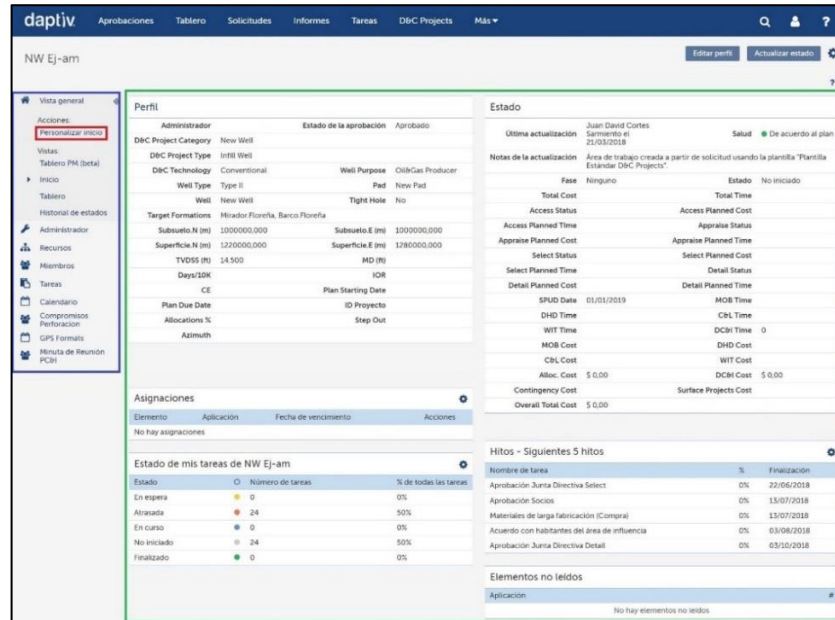 daptiv Aprobaciones Tablero Solicitudes Informes Tareas D&C Projects Más
?
NW Ej-am
Editar perfil Actualizar estado
?
Vista general
Acciones:
Personalizar inicio
Vistas:
Tablero PM (beta)
Inicio
Tablero
Historial de estados
Administrador
Recursos
Miembros
Tareas
Calendario
Compromisos
Perforacion
GPS Formats
Minuta de Reunión
PC&I
Perfil
Administrador Estado de la aprobación Aprobado
D&C Project Category New Well
D&C Project Type Infill Well
D&C Technology Conventional Well Purpose Oil&Gas Producer
Well Type Type II Pad New Pad
Well New Well Tight Hole No
Target Formations Mirador.Floreña, Barco.Floreña
Subsuelo.N (m) 1000000,000 Subsuelo.E (m) 1000000,000
Superficie.N (m) 1220000,000 Superficie.E (m) 1280000,000
TVDSS (ft) 14.500 MD (ft)
Days/10K IOR
CE Plan Starting Date
Plan Due Date ID Proyecto
Allocations % Step Out
Azimuth
Asignaciones
Elemento Aplicación Fecha de vencimiento Acciones
No hay asignaciones
Estado de mis tareas de NW Ej-am
Estado Número de tareas % de todas las tareas
En espera 0 0%
Atrasada 24 50%
En curso 0 0%
No iniciado 24 50%
Finalizado 0 0%
Estado
Última actualización Juan David Cortes
Sarmiento el
21/03/2018 Salud De acuerdo al plan
Notas de la actualización Área de trabajo creada a partir de solicitud usando la plantilla "Plantilla
Estándar D&C Projects".
Fase Ninguno Estado No iniciado
Total Cost Total Time
Access Status Access Planned Cost
Access Planned Time Appraise Status
Appraise Planned Cost Appraise Planned Time
Select Status Select Planned Cost
Select Planned Time Detail Status
Detail Planned Cost Detail Planned Time
SPUD Date 01/01/2019 MOB Time
DHD Time C&L Time
WIT Time DC&I Time 0
MOB Cost DHD Cost
C&L Cost WIT Cost
Alloc. Cost $ 0,00 DC&I Cost $ 0,00
Contingency Cost Surface Projects Cost
Overall Total Cost $ 0,00
Hitos - Siguientes 5 hitos
Nombre de tarea % Finalización
Aprobación Junta Directiva Select 0% 22/06/2018
Aprobación Socios 0% 13/07/2018
Materiales de larga fabricación (Compra) 0% 13/07/2018
Acuerdo con habitantes del área de influencia 0% 03/08/2018
Aprobación Junta Directiva Detail 0% 03/10/2018
Elementos no leídos
Aplicación #
No hay elementos no leídos